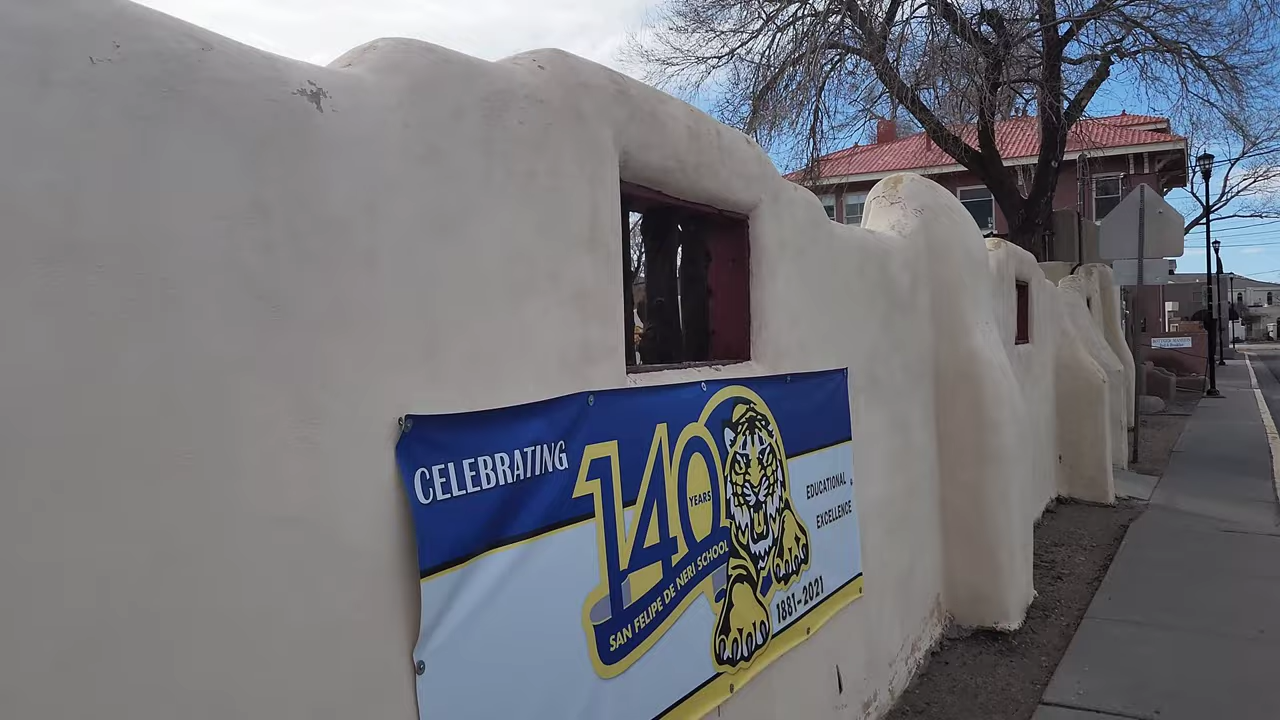 CELEBRATING
140
YEARS
SAN FELIPE DE NERI SCHOOL
EDUCATIONAL
EXCELLENCE
1881-2021